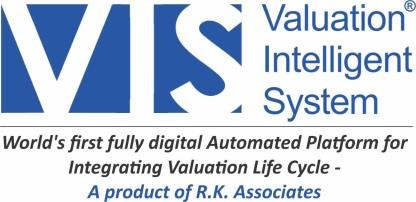 VIS
Valuation®
Intelligent
System
World's first fully digital Automated Platform for
Integrating Valuation Life Cycle -
A product of R.K. Associates